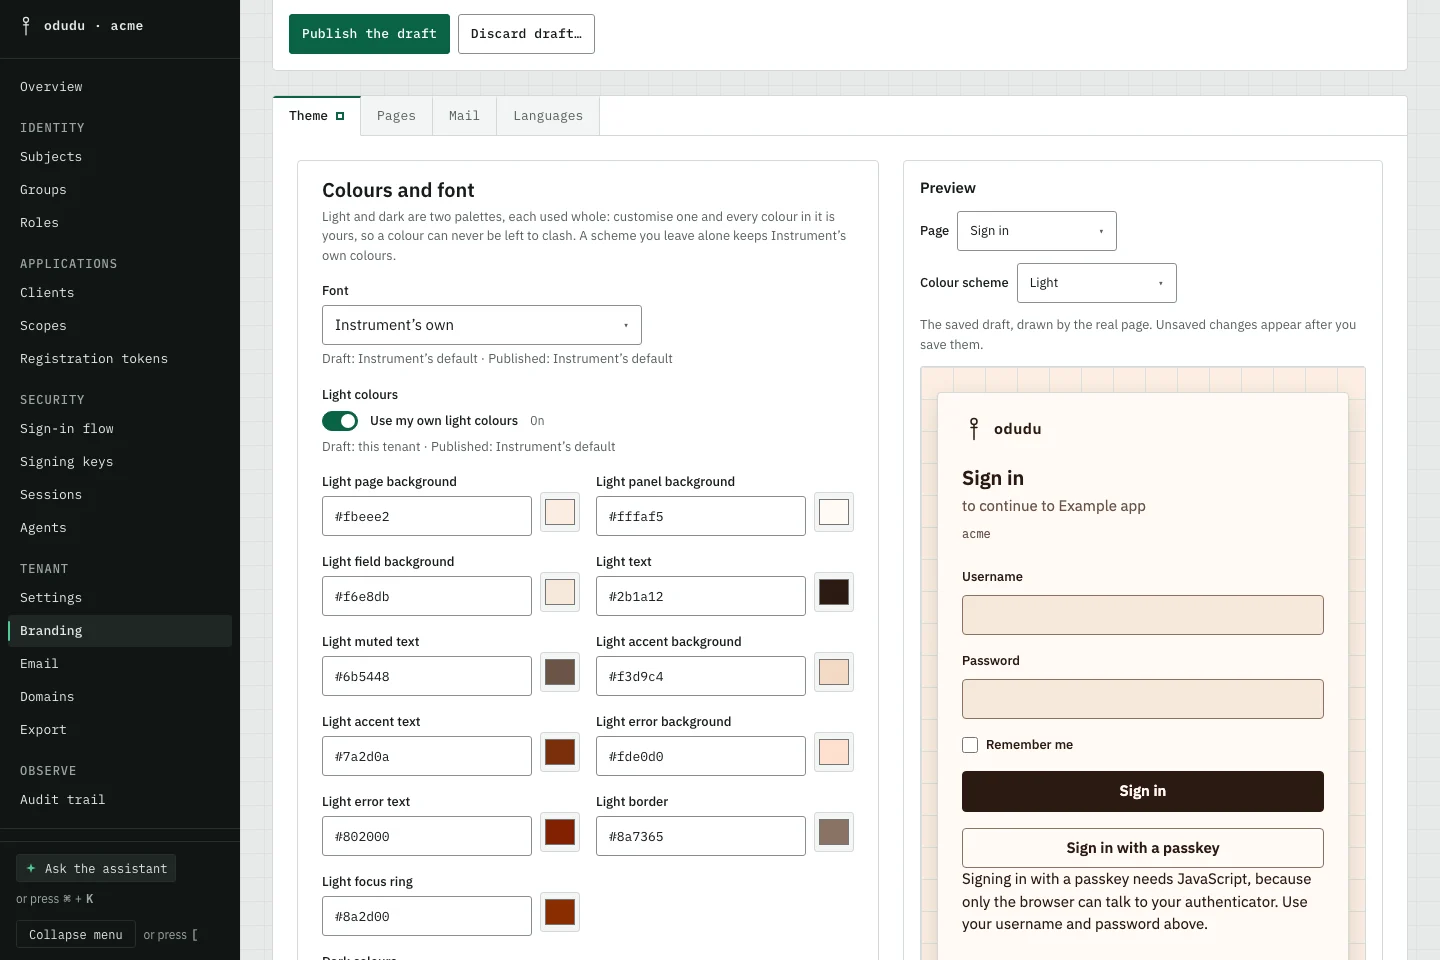 odudu · acme
Overview
IDENTITY
Subjects
Groups
Roles
APPLICATIONS
Clients
Scopes
Registration tokens
SECURITY
Sign-in flow
Signing keys
Sessions
Agents
TENANT
Settings
Branding
Email
Domains
Export
OBSERVE
Audit trail
Ask the assistant
or press ⌘ + K
Collapse menu or press [
Publish the draft Discard draft…
Theme Pages Mail Languages
Colours and font
Light and dark are two palettes, each used whole: customise one and every colour in it is
yours, so a colour can never be left to clash. A scheme you leave alone keeps Instrument’s
own colours.
Font
Instrument’s own
Draft: Instrument’s default · Published: Instrument’s default
Light colours
Use my own light colours On
Draft: this tenant · Published: Instrument’s default
Light page background Light panel background
#fbeee2 #fffaf5
Light field background Light text
#f6e8db #2b1a12
Light muted text Light accent background
#6b5448 #f3d9c4
Light accent text Light error background
#7a2d0a #fde0d0
Light error text Light border
#802000 #8a7365
Light focus ring
#8a2d00
Preview
Page Sign in
Colour scheme Light
The saved draft, drawn by the real page. Unsaved changes appear after you
save them.
odudu
Sign in
to continue to Example app
acme
Username
Password
Remember me
Sign in
Sign in with a passkey
Signing in with a passkey needs JavaScript, because
only the browser can talk to your authenticator. Use
your username and password above.